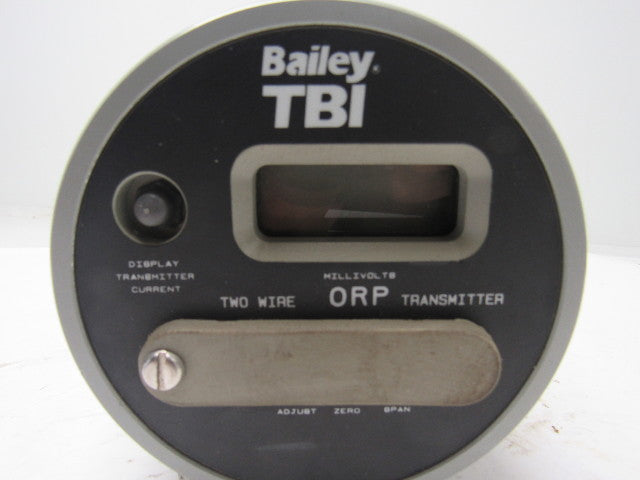 Bailey®
TBI
DISPLAY
TRANSMITTER
CURRENT
MILLIVOLTS
TWO WIRE ORP TRANSMITTER
ADJUST ZERO SPAN